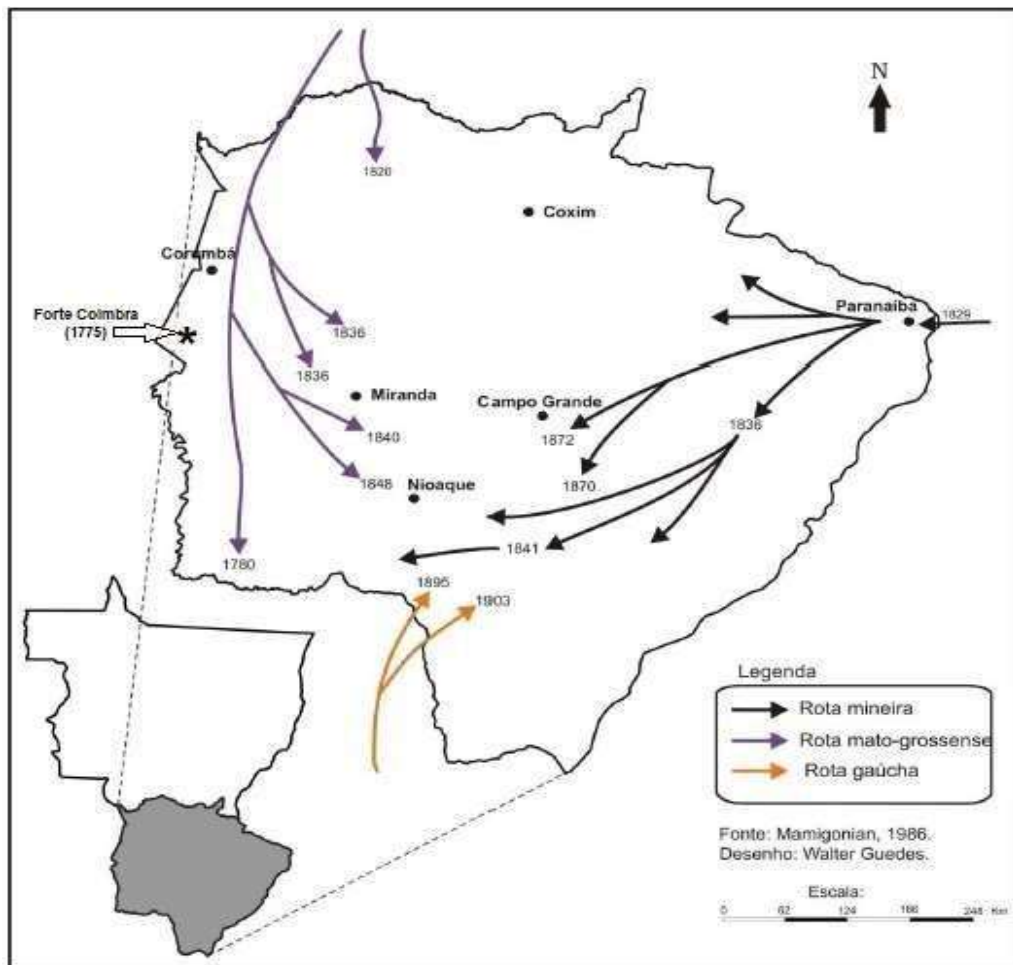 N
1820
Coxim
Corumbá
Paranaíba
1829
Forte Coimbra
(1775)
1836
1836
Miranda
Campo Grande
1840
1872
1838
1848
Nioaque
1870
1841
1780
1895
1903
Legenda
Rota mineira
Rota mato-grossense
Rota gaúcha
Fonte: Mamigonian, 1986.
Desenho: Walter Guedes.
Escala:
0 62 124 186 248 Km